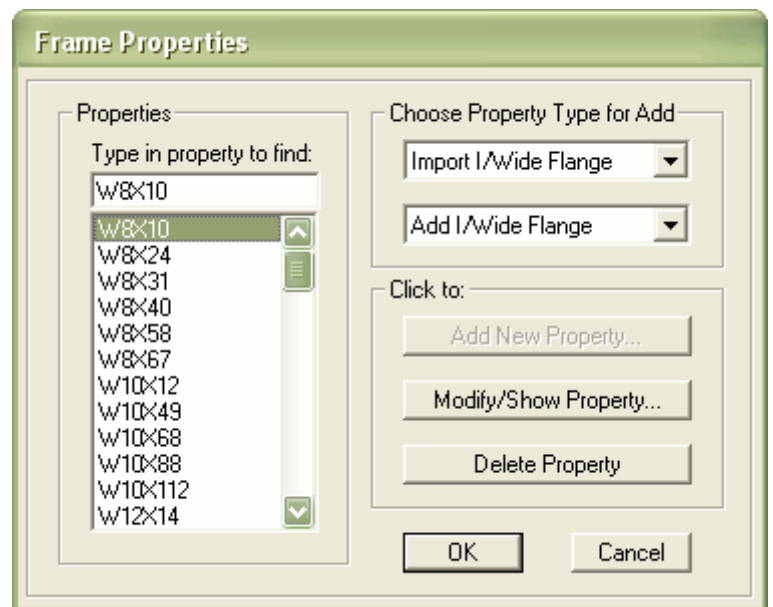 Frame Properties
Properties
Type in property to find:
W8X10
W8X10
W8X24
W8X31
W8X40
W8X58
W8X67
W10X12
W10X49
W10X68
W10X88
W10X112
W12X14
Choose Property Type for Add
Import I/Wide Flange
Add I/Wide Flange
Click to:
Add New Property...
Modify/Show Property...
Delete Property
OK
Cancel